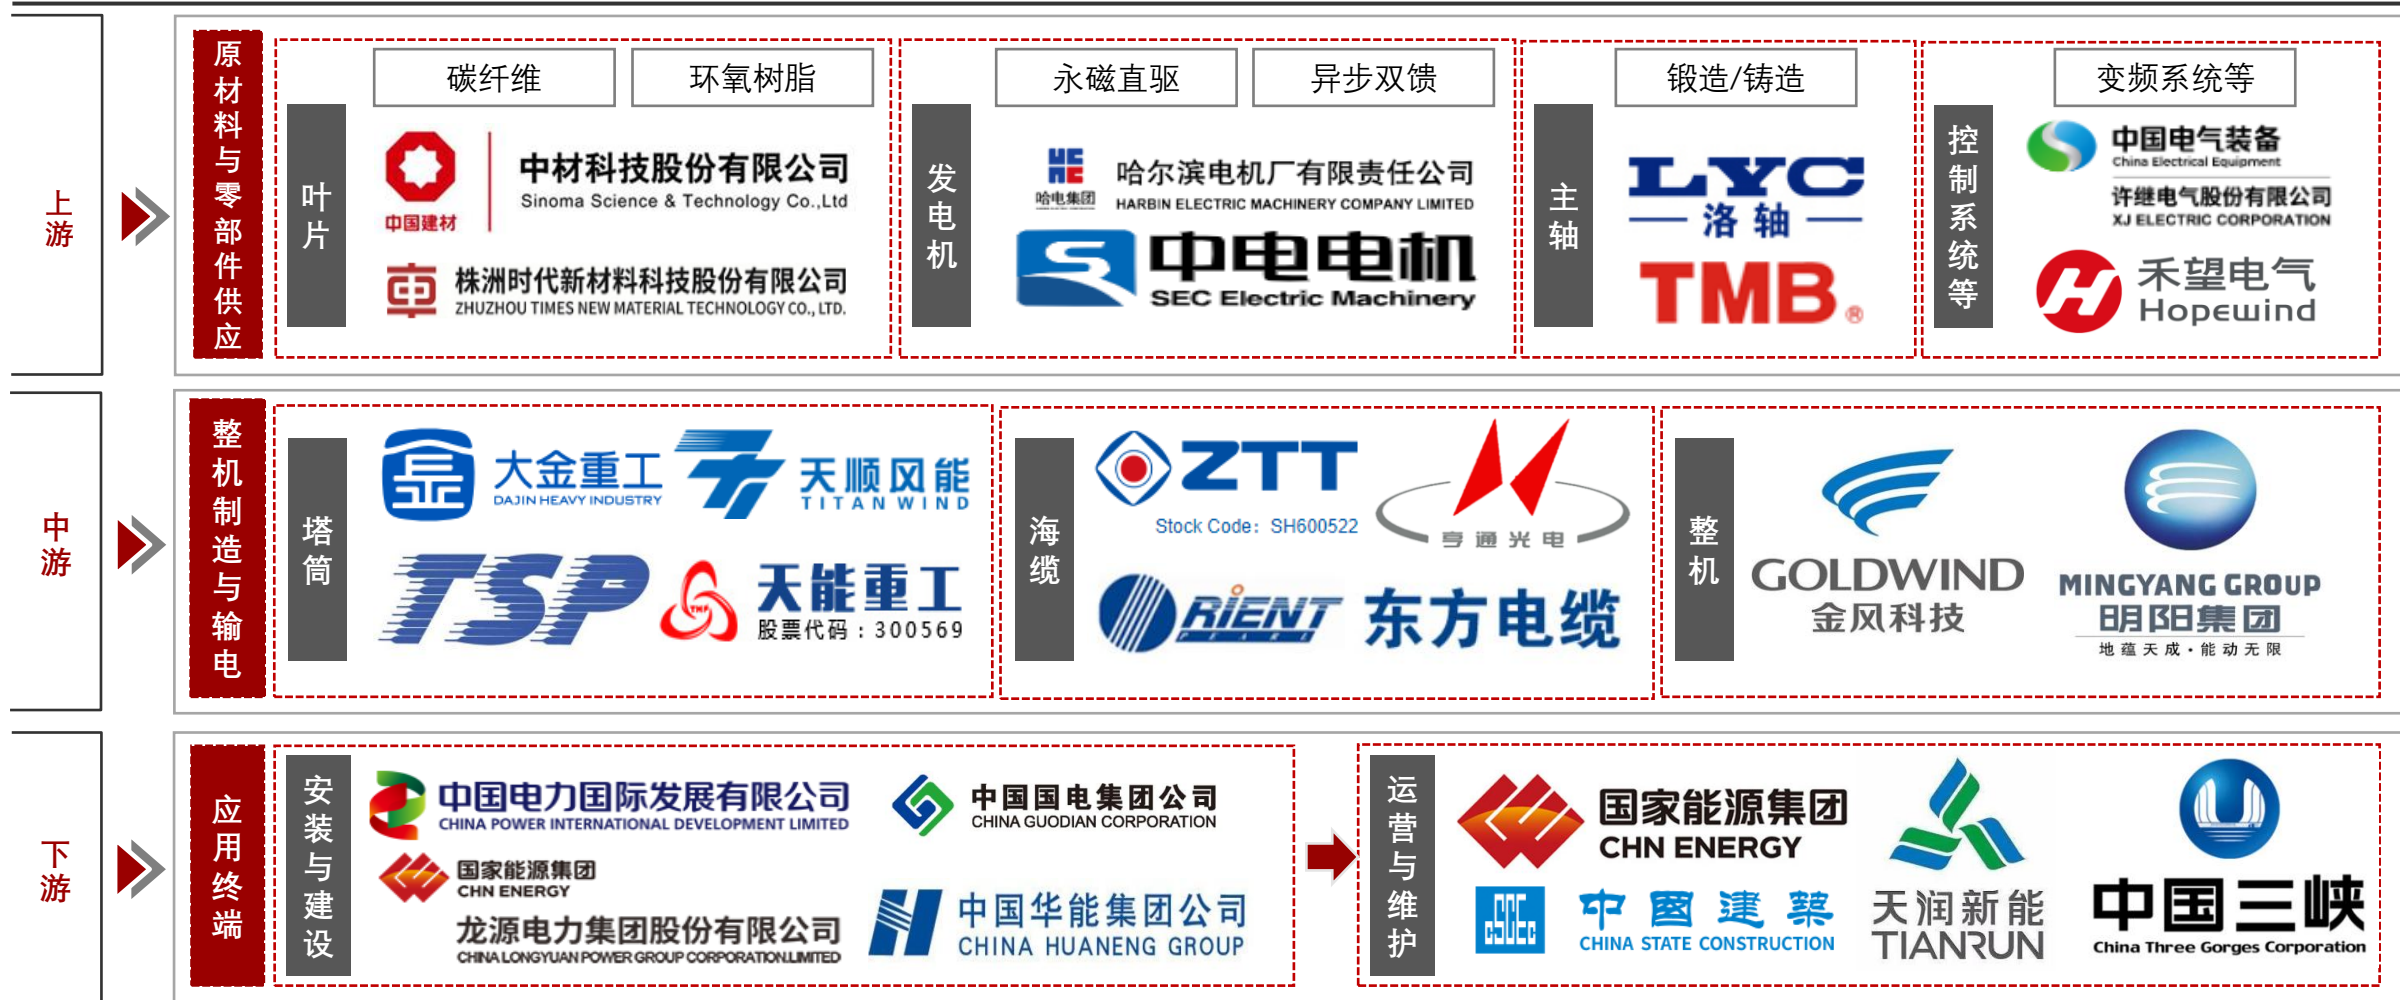 上游
原材料与零部件供应
碳纤维
环氧树脂
叶片
中国建材
中材科技股份有限公司
Sinoma Science & Technology Co.,Ltd
株洲时代新材料科技股份有限公司
ZHUZHOU TIMES NEW MATERIAL TECHNOLOGY CO., LTD.
永磁直驱
异步双馈
发电机
哈电集团
哈尔滨电机厂有限责任公司
HARBIN ELECTRIC MACHINERY COMPANY LIMITED
中电电机
SEC Electric Machinery
锻造/铸造
主轴
LYC
洛轴
TMB®
变频系统等
控制系统等
中国电气装备
China Electrical Equipment
许继电气股份有限公司
XJ ELECTRIC CORPORATION
禾望电气
Hopewind
中游
整机制造与输电
塔筒
大金重工
DAJIN HEAVY INDUSTRY
天顺风能
TITAN WIND
TSP
天能重工
股票代码：300569
海缆
ZTT
Stock Code：SH600522
亨通光电
ORIENT
东方电缆
整机
GOLDWIND
金风科技
MINGYANG GROUP
明阳集团
地蕴天成·能动无限
下游
应用终端
安装与建设
中国电力国际发展有限公司
CHINA POWER INTERNATIONAL DEVELOPMENT LIMITED
中国国电集团公司
CHINA GUODIAN CORPORATION
国家能源集团
CHN ENERGY
龙源电力集团股份有限公司
CHINA LONGYUAN POWER GROUP CORPORATION LIMITED
中国华能集团公司
CHINA HUANENG GROUP
运营与维护
国家能源集团
CHN ENERGY
CSCEC
中國建築
CHINA STATE CONSTRUCTION
天润新能
TIANRUN
中国三峡
China Three Gorges Corporation